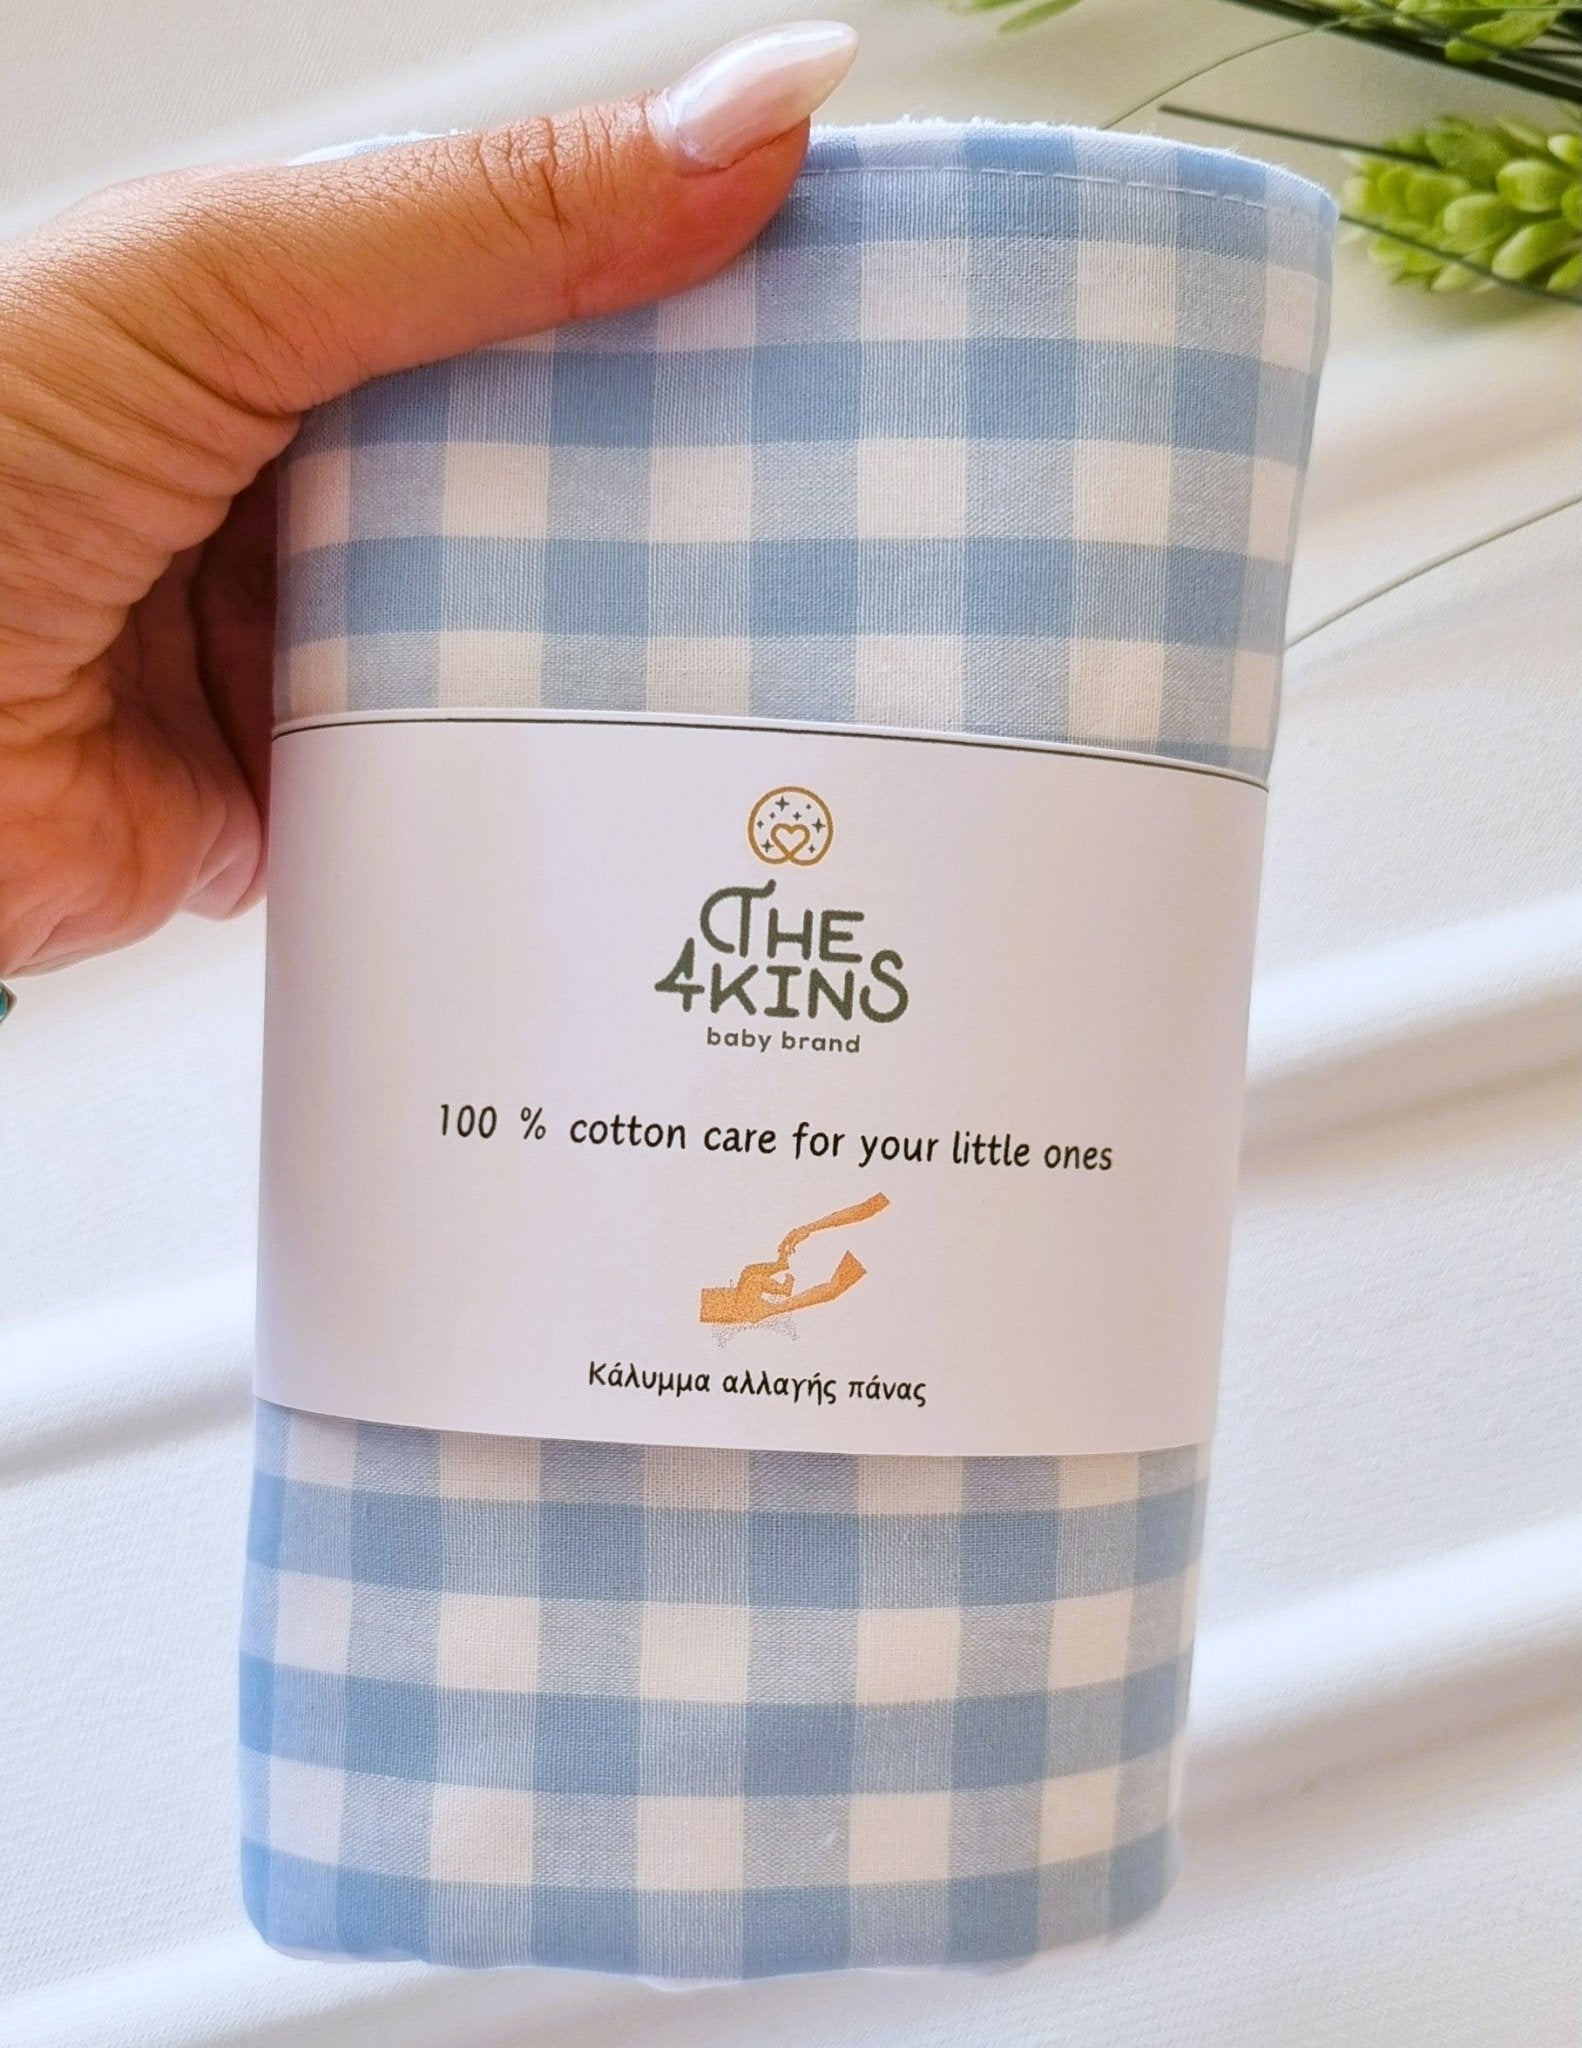 THE
4KINS
baby brand
100 % cotton care for your little ones
Κάλυμμα αλλαγής πάνας